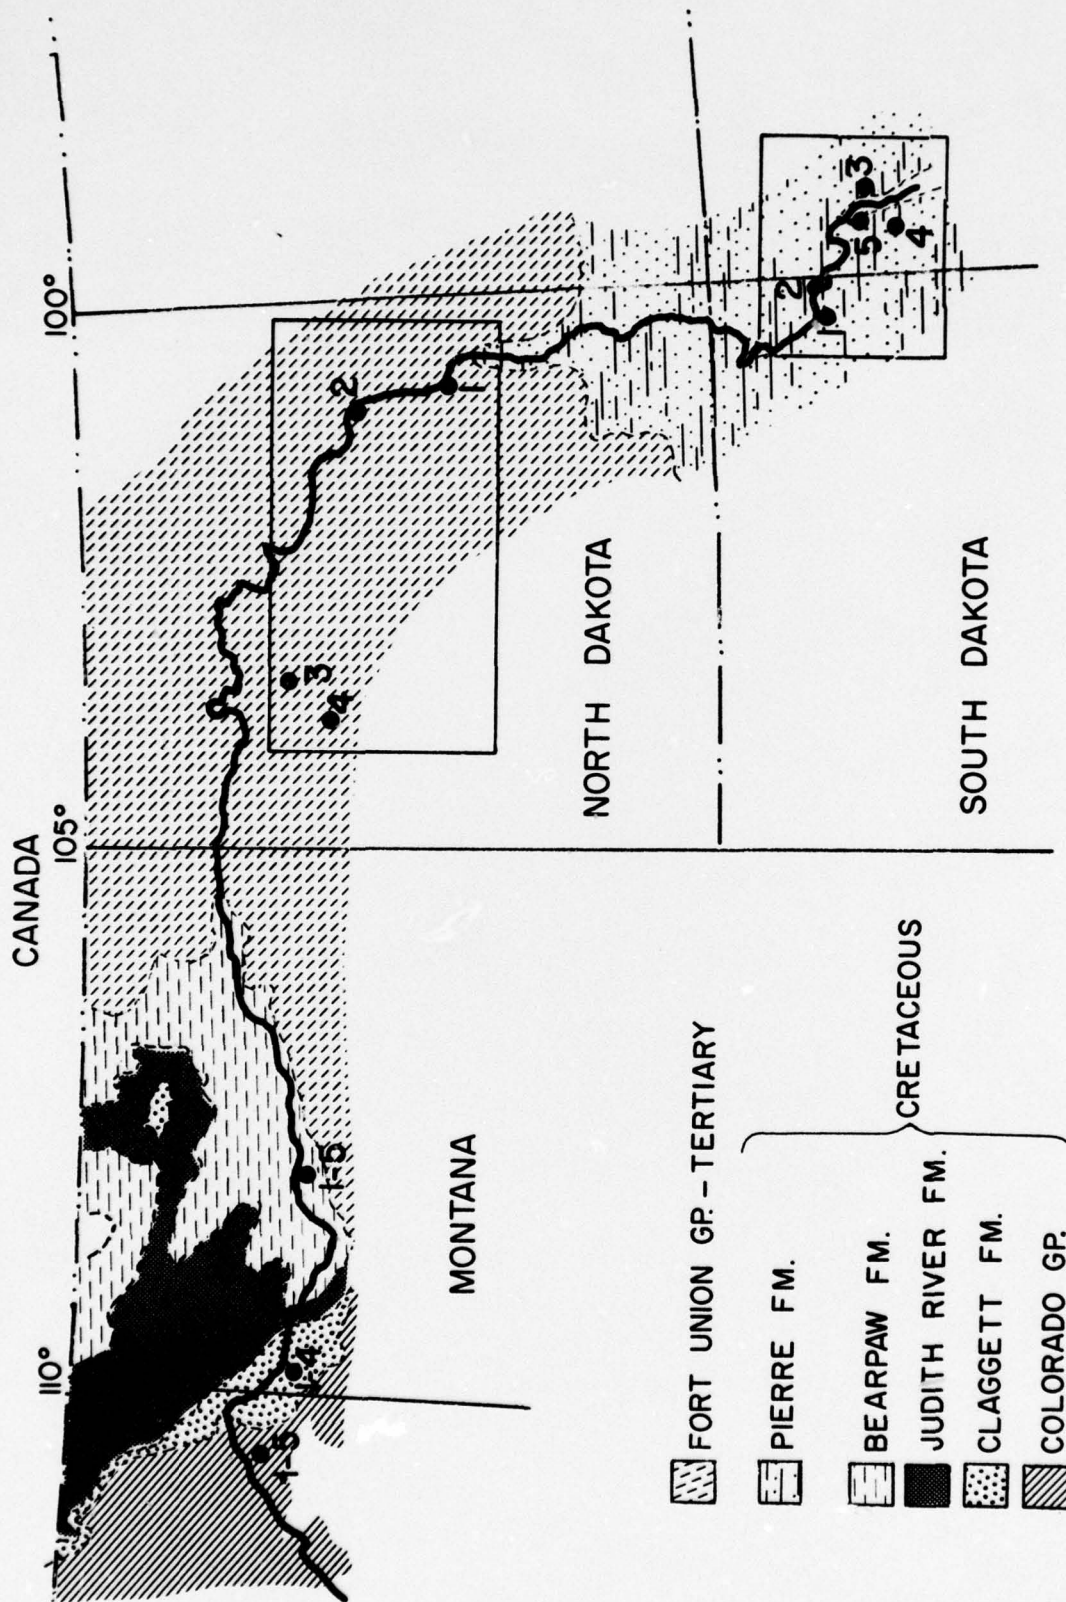 CANADA
110°
105°
100°
1-5
1-4
1-5
3
4
2
1
1
2
5
3
4
MONTANA
NORTH DAKOTA
SOUTH DAKOTA
FORT UNION GP. - TERTIARY
PIERRE FM.
BEARPAW FM.
JUDITH RIVER FM.
CLAGGETT FM.
COLORADO GP.
CRETACEOUS